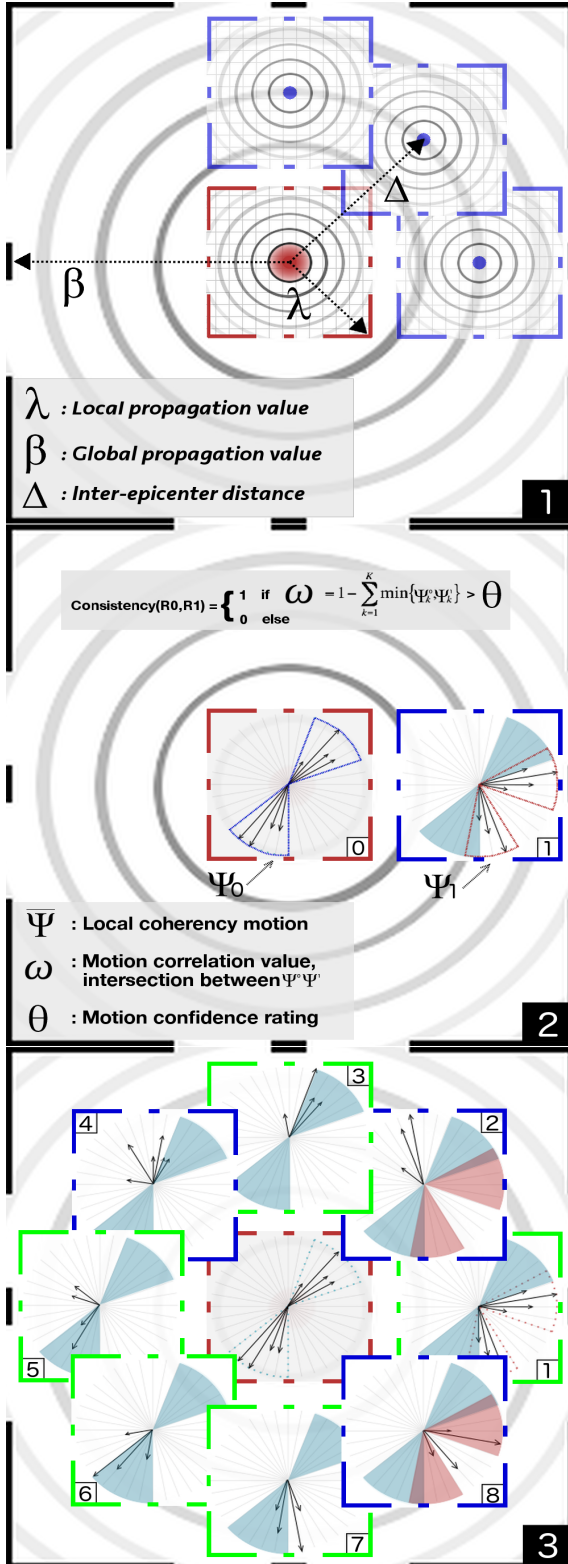 Δ
β
λ
λ : Local propagation value
β : Global propagation value
Δ : Inter-epicenter distance
1
Consistency(R0,R1) = { 1 if ω = 1 − ∑ k=1 K min{Ψ°k,Ψ'k} > θ
0 else
0
1
Ψ0
Ψ1
Ψ : Local coherency motion
ω : Motion correlation value,
intersection between Ψ°Ψ'
θ : Motion confidence rating
2
3
4
2
5
1
6
7
8
3